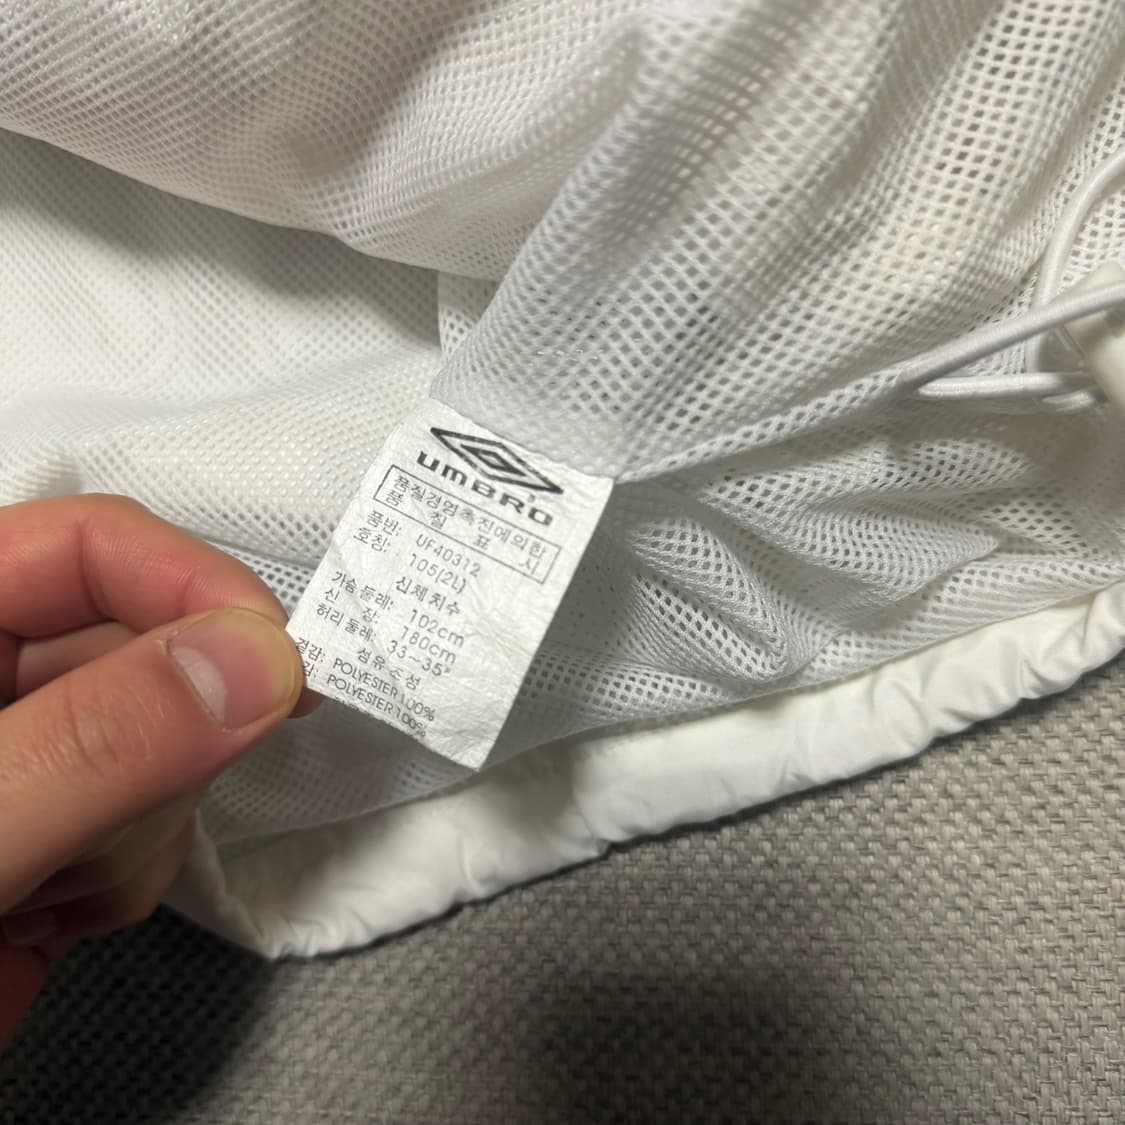 UMBRO
품질경영촉진에의한
품 질 표 시
품번: UF40312
호칭: 105(2L)
신체치수
가슴둘레: 102cm
신 장: 180cm
허리둘레: 33~35"
섬유조성
겉감: POLYESTER 100%
POLYESTER 100%